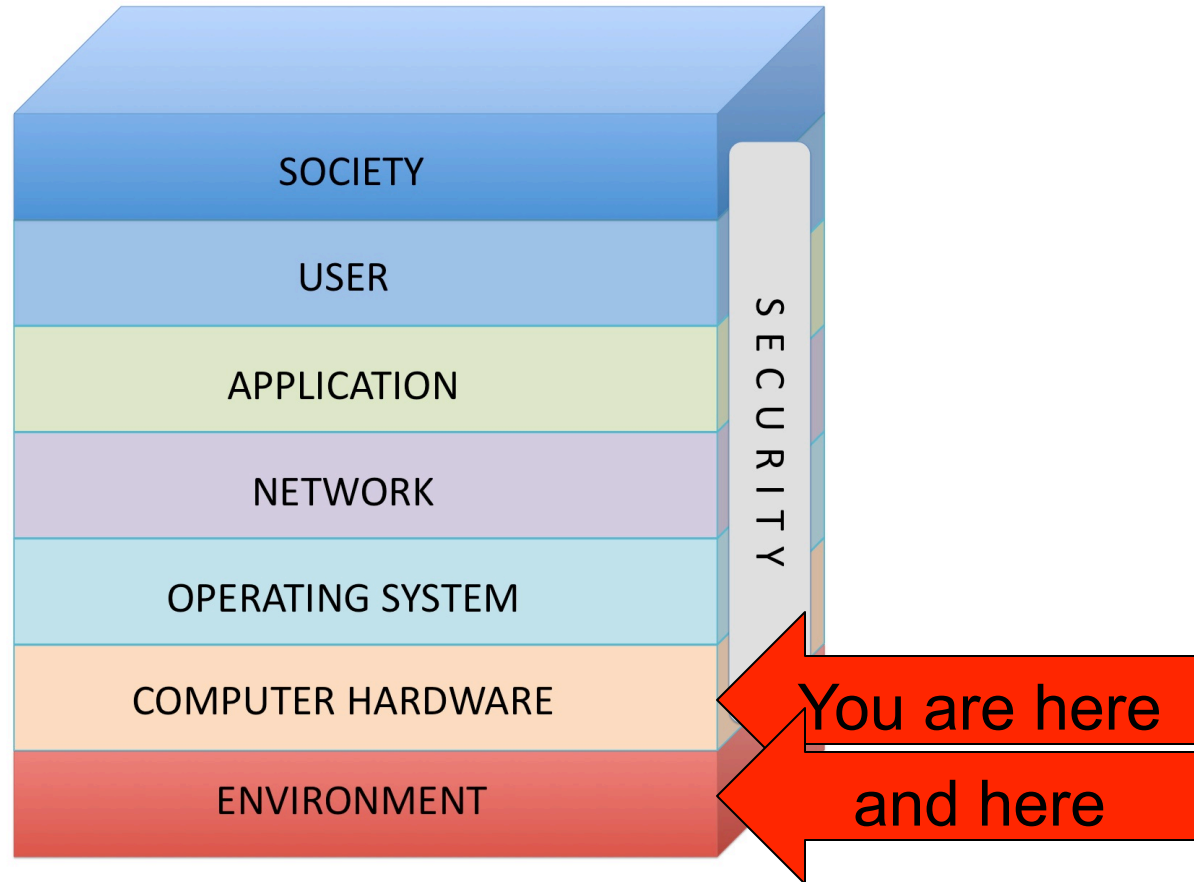 SOCIETY
USER
APPLICATION
NETWORK
OPERATING SYSTEM
COMPUTER HARDWARE
ENVIRONMENT
SECURITY
You are here
and here